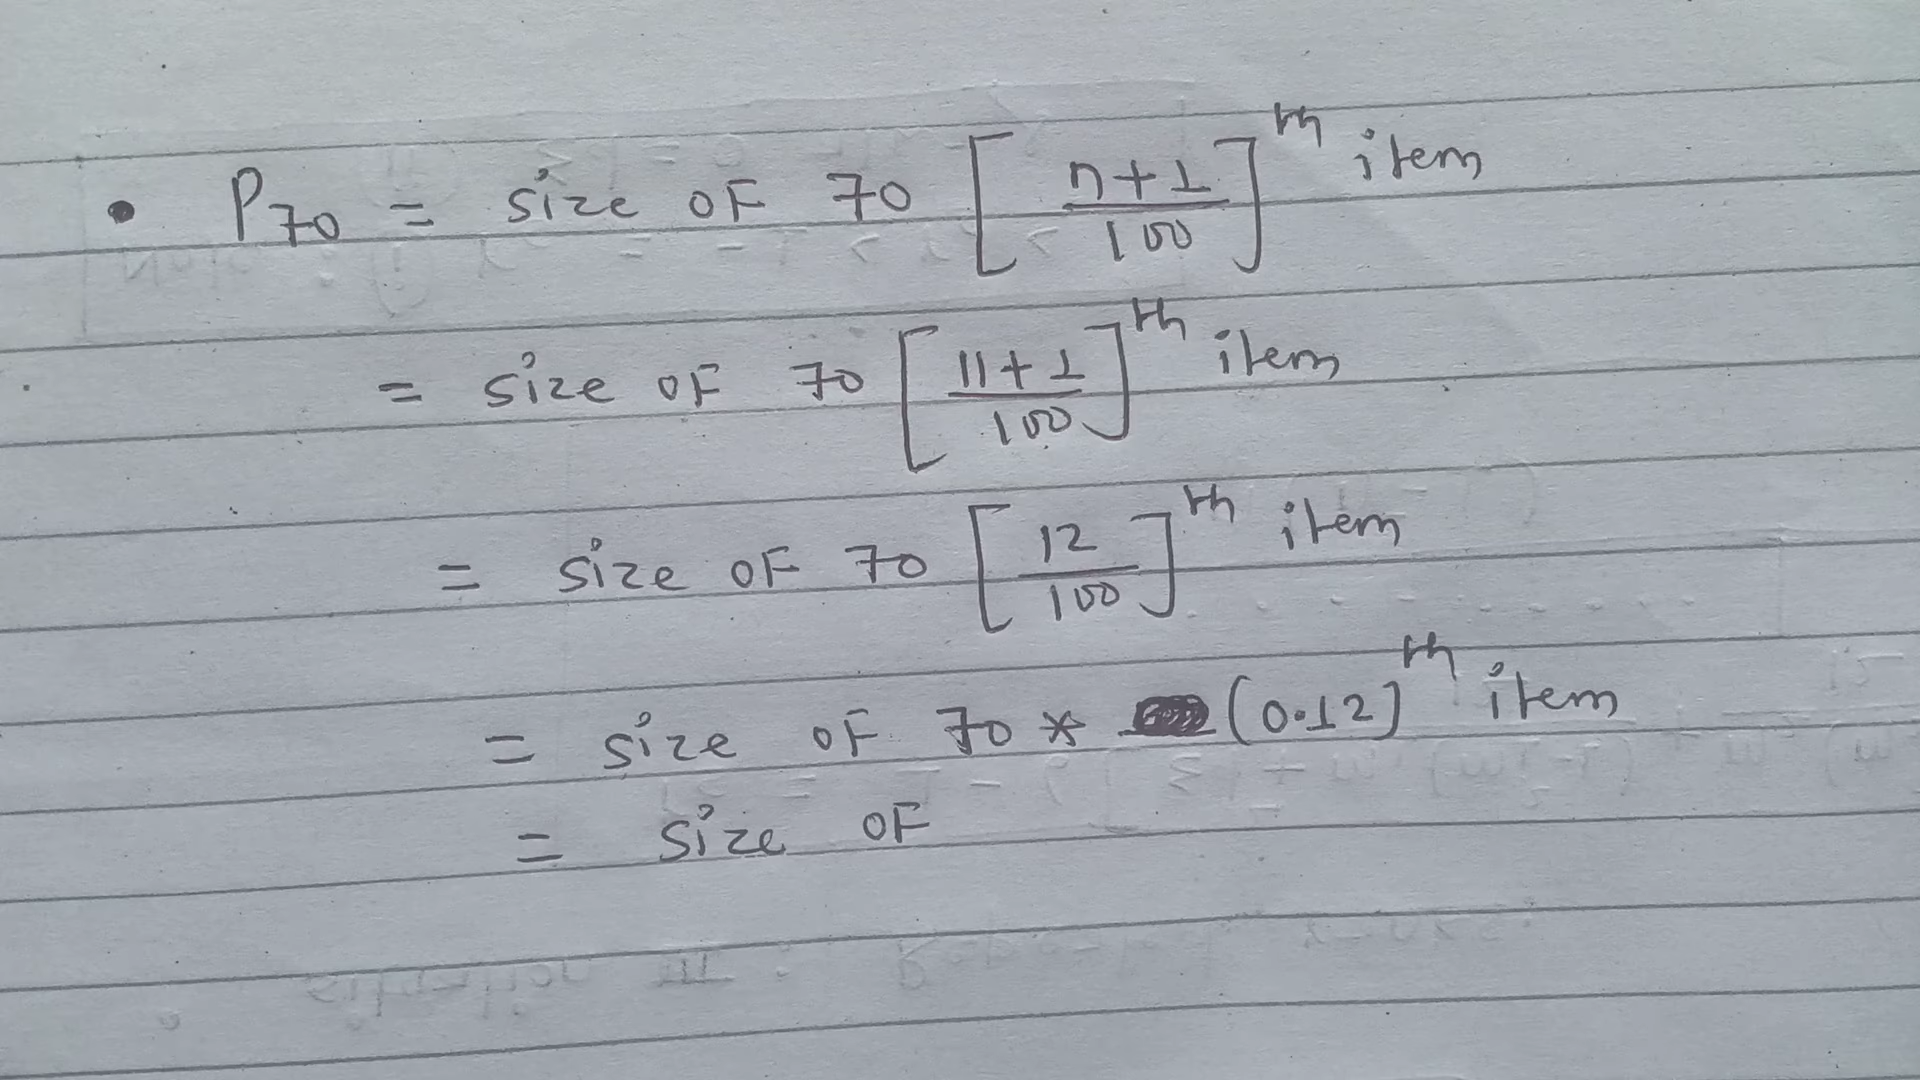 • P70 = size of 70 [n+1/100]th item
= size of 70 [11+1/100]th item
= size of 70 [12/100]th item
= size of 70 * (0.12)th item
= size of